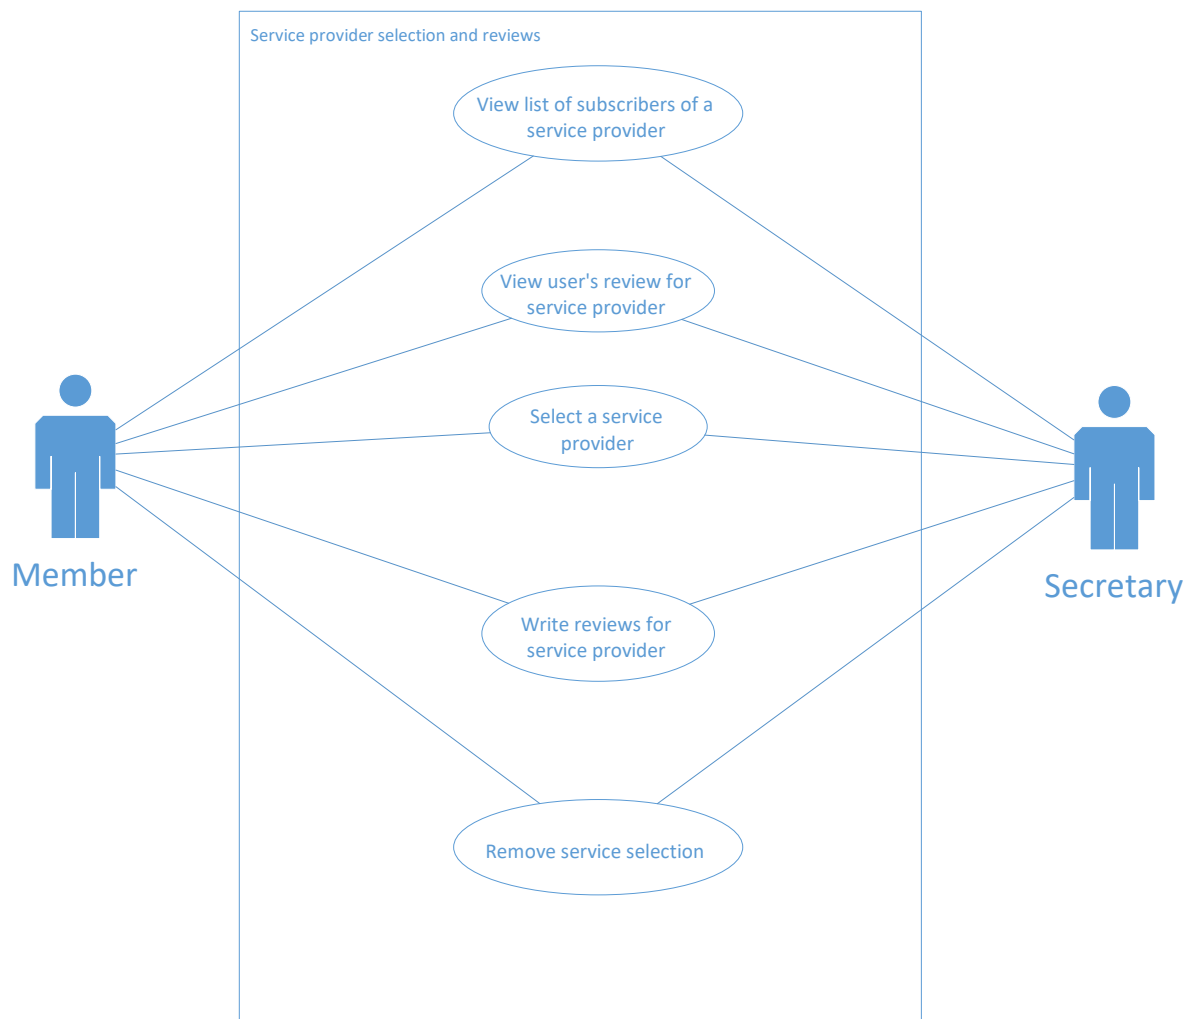 Service provider selection and reviews
View list of subscribers of a
service provider
View user's review for
service provider
Select a service
provider
Member
Secretary
Write reviews for
service provider
Remove service selection